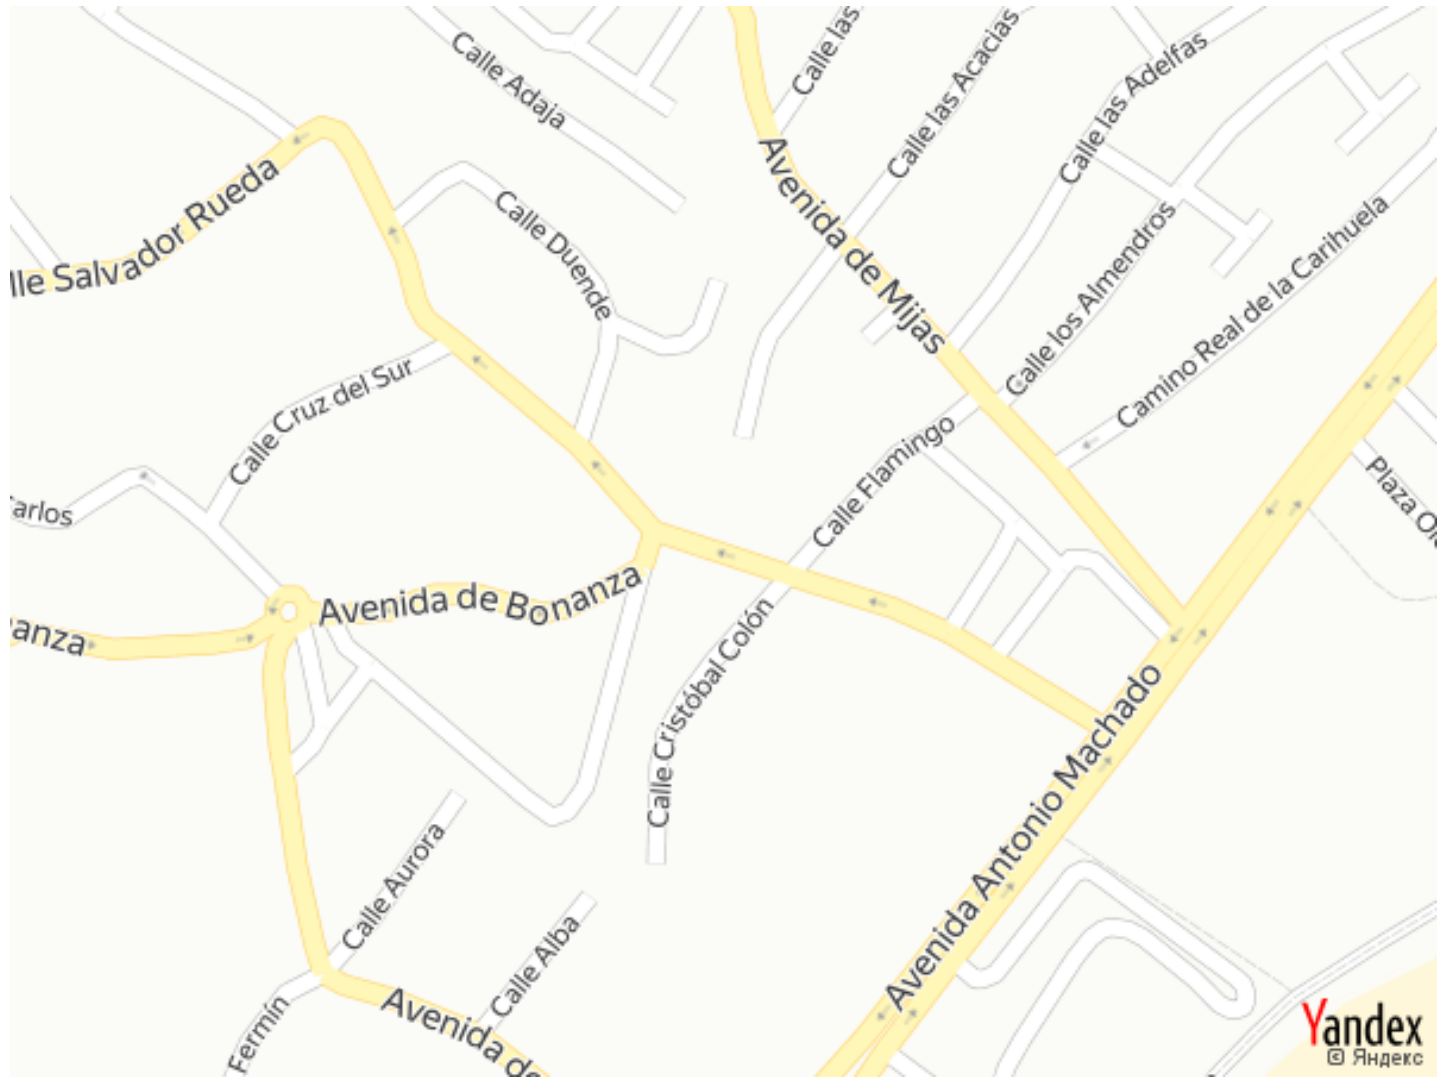 Calle Adaja
Calle las
Calle las Acacias
Calle las Adelfas
Avenida de Mijas
lle Salvador Rueda
Calle Duende
Calle los Almendros
Camino Real de la Carihuela
Calle Cruz del Sur
Calle Flamingo
Plaza Ol
arlos
Avenida de Bonanza
anza
Calle Cristóbal Colón
Avenida Antonio Machado
Calle Aurora
Calle Alba
Fermín
Avenida de
Yandex
© Яндекс